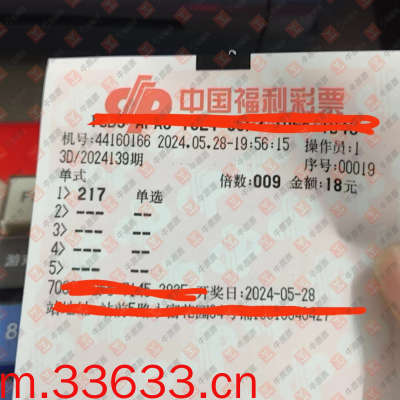 中国福利彩票
机号:44160166 2024.05.28-19:56:15 操作员:1
3D/2024139期 序号:00019
单式 倍数:009 金额:18元
1> 217 单选
2> --- --
3> --- --
4> --- --
5> --- --
开奖日:2024-05-28
m.33633.cn